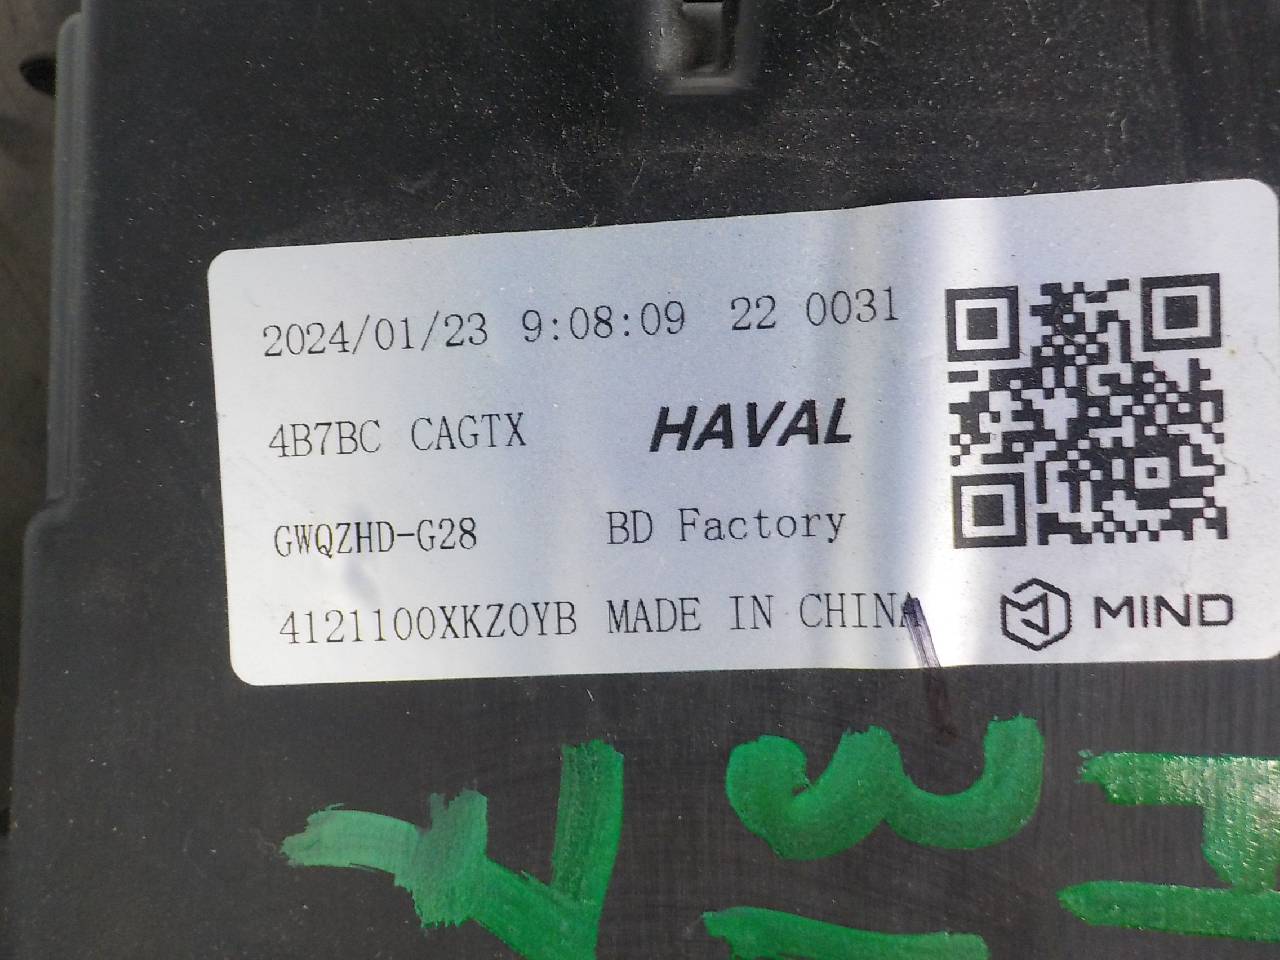 2024/01/23 9:08:09 22 0031
4B7BC CAGTX HAVAL
GWQZHD-G28 BD Factory
4121100XKZ0YB MADE IN CHINA
MIND